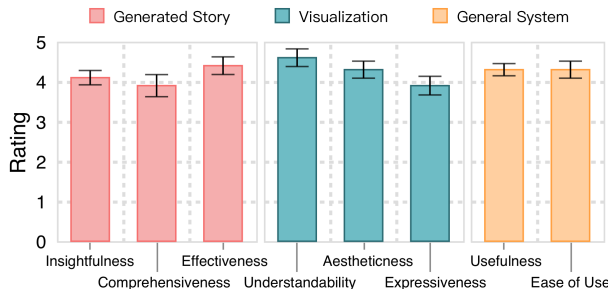 Generated Story Visualization General System
Rating
5
4
3
2
1
0
Insightfulness Effectiveness Aestheticness Usefulness
Comprehensiveness Understandability Expressiveness Ease of Use